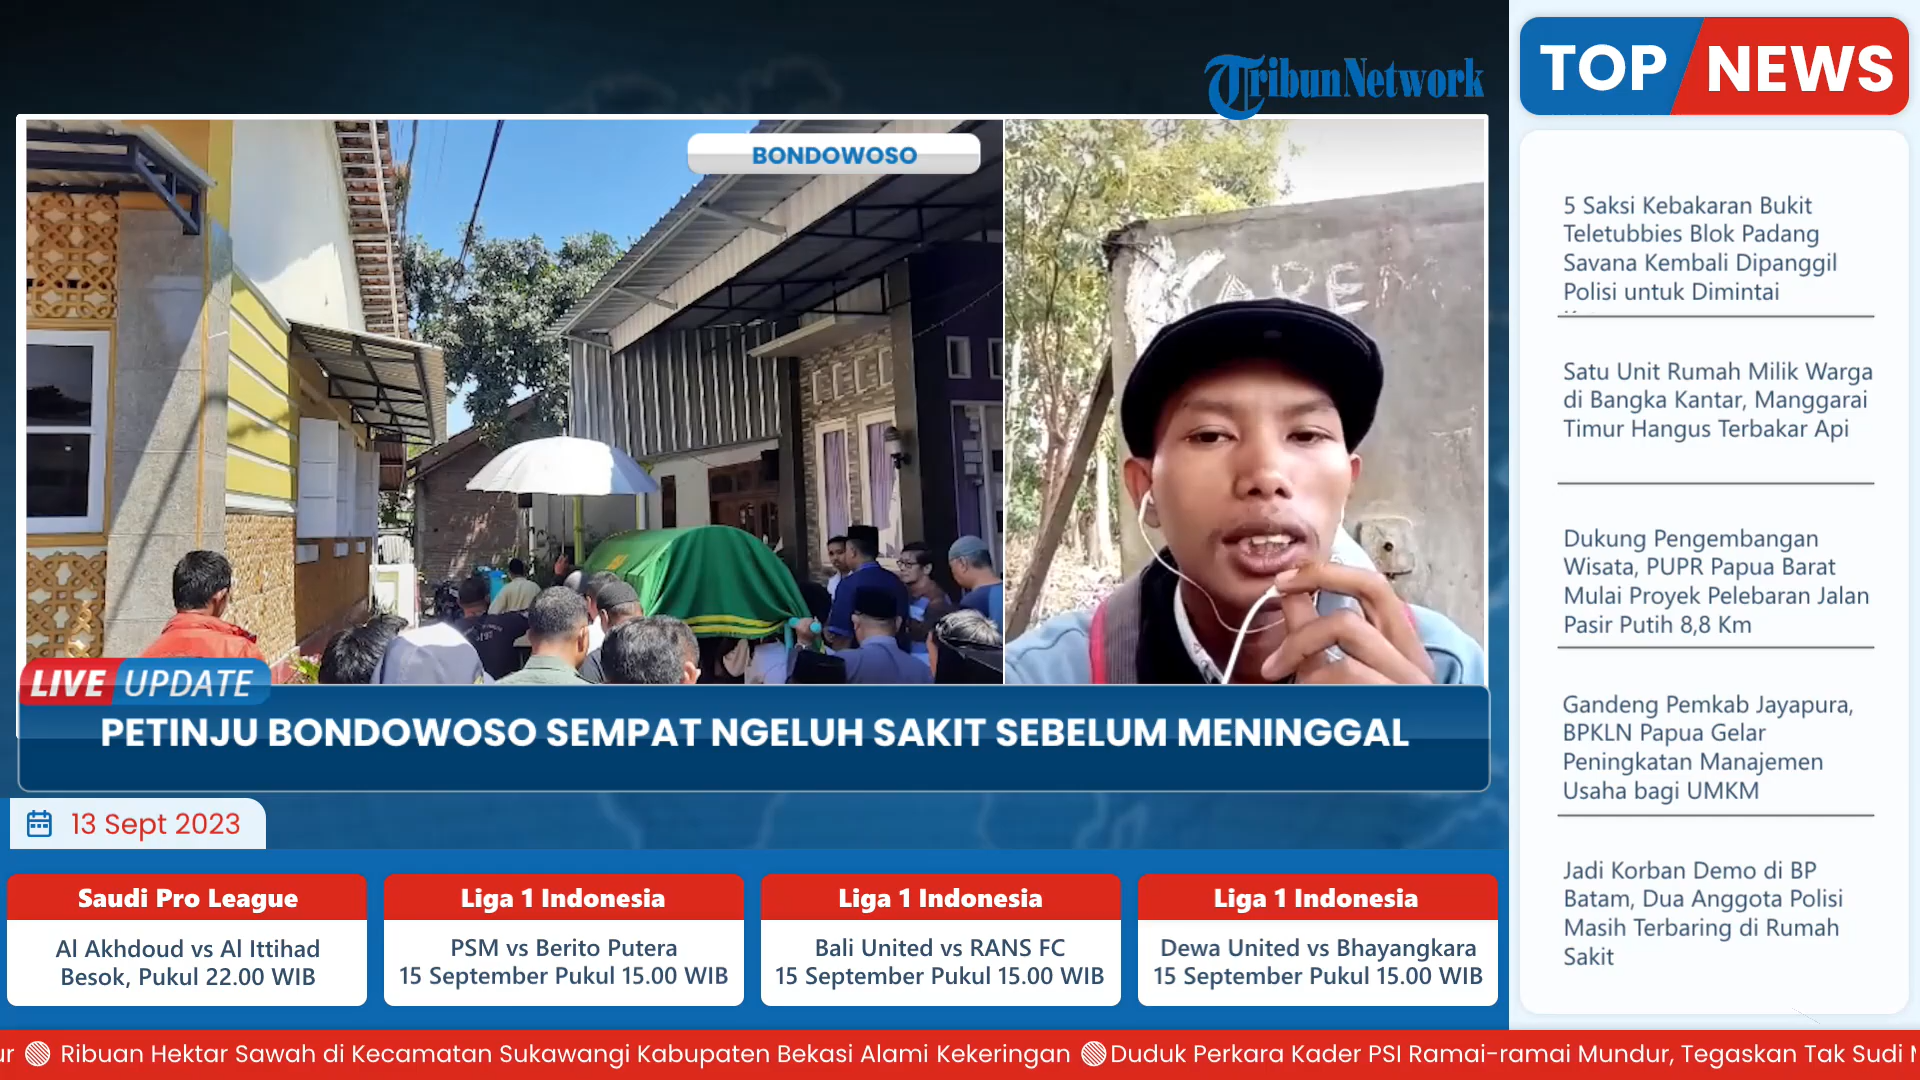 TribunNetwork
TOP NEWS
BONDOWOSO
5 Saksi Kebakaran Bukit
Teletubbies Blok Padang
Savana Kembali Dipanggil
Polisi untuk Dimintai
Satu Unit Rumah Milik Warga
di Bangka Kantar, Manggarai
Timur Hangus Terbakar Api
Dukung Pengembangan
Wisata, PUPR Papua Barat
Mulai Proyek Pelebaran Jalan
Pasir Putih 8,8 Km
Gandeng Pemkab Jayapura,
BPKLN Papua Gelar
Peningkatan Manajemen
Usaha bagi UMKM
Jadi Korban Demo di BP
Batam, Dua Anggota Polisi
Masih Terbaring di Rumah
Sakit
LIVE UPDATE
PETINJU BONDOWOSO SEMPAT NGELUH SAKIT SEBELUM MENINGGAL
13 Sept 2023
Saudi Pro League
Al Akhdoud vs Al Ittihad
Besok, Pukul 22.00 WIB
Liga 1 Indonesia
PSM vs Berito Putera
15 September Pukul 15.00 WIB
Liga 1 Indonesia
Bali United vs RANS FC
15 September Pukul 15.00 WIB
Liga 1 Indonesia
Dewa United vs Bhayangkara
15 September Pukul 15.00 WIB
Ribuan Hektar Sawah di Kecamatan Sukawangi Kabupaten Bekasi Alami Kekeringan Duduk Perkara Kader PSI Ramai-ramai Mundur, Tegaskan Tak Sudi